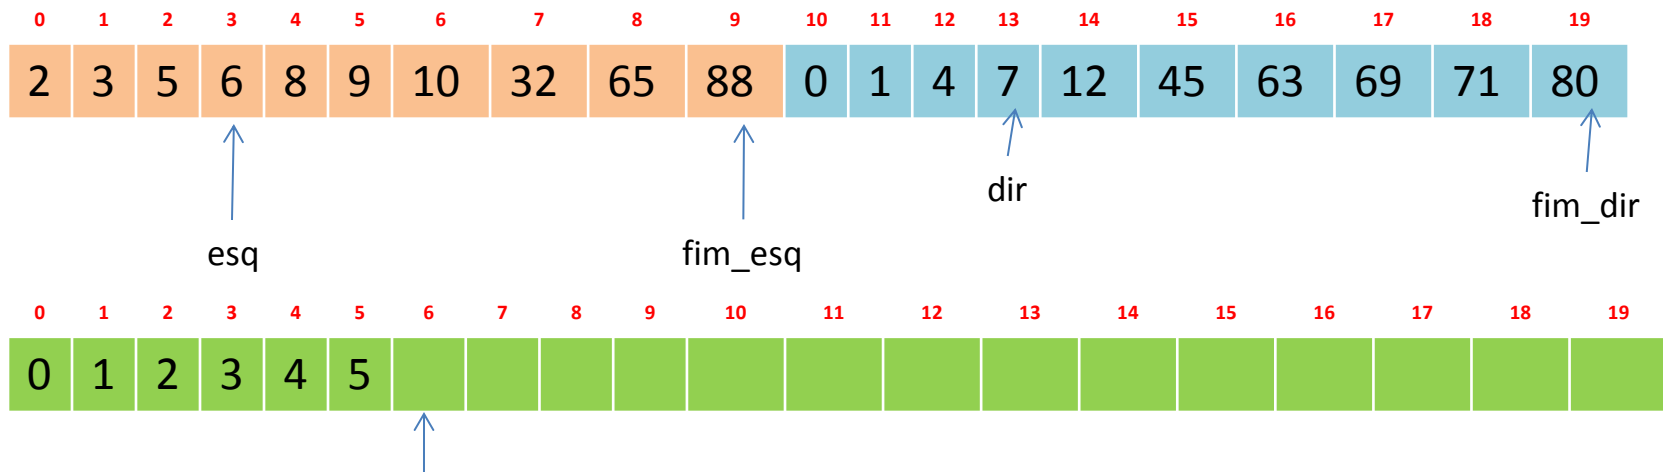 0 1 2 3 4 5 6 7 8 9 10 11 12 13 14 15 16 17 18 19
2 3 5 6 8 9 10 32 65 88 0 1 4 7 12 45 63 69 71 80
dir
fim_dir
esq fim_esq
0 1 2 3 4 5 6 7 8 9 10 11 12 13 14 15 16 17 18 19
0 1 2 3 4 5